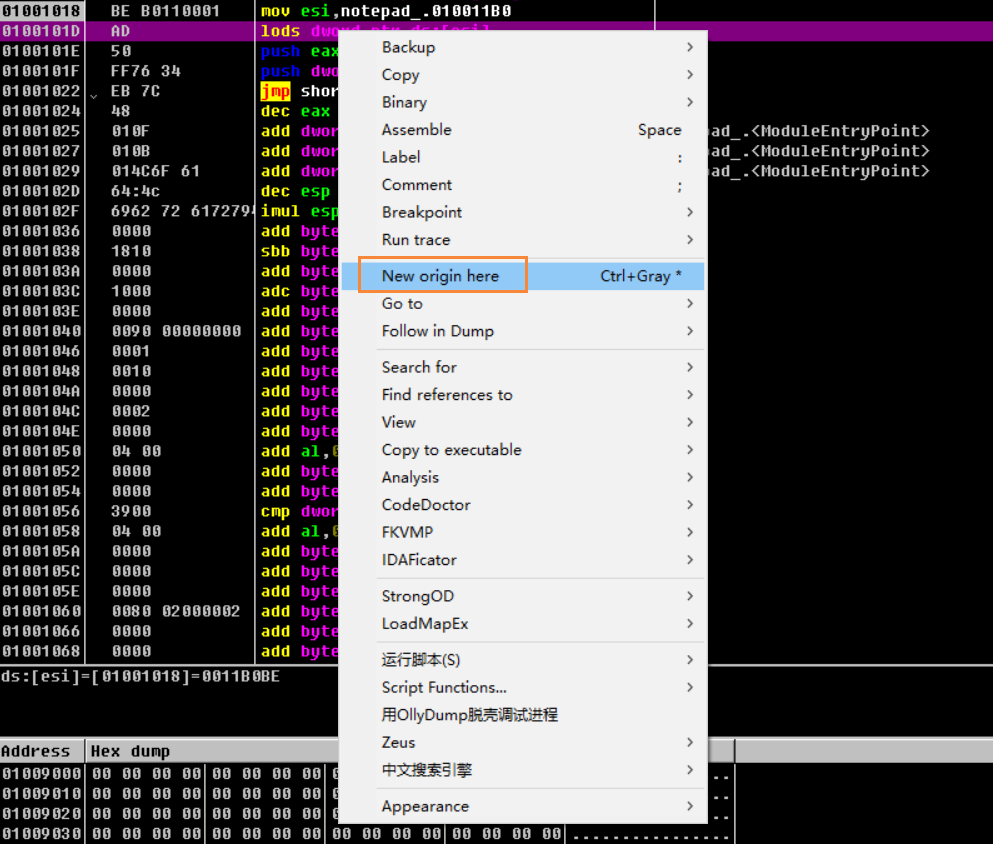 01001018 BE B0110001 mov esi,notepad_.010011B0
0100101D AD lods dword ptr ds:[esi]
0100101E 50 push eax
0100101F FF76 34 push dwo
01001022 EB 7C jmp shor
01001024 48 dec eax
01001025 010F add dwor pad_.<ModuleEntryPoint>
01001027 010B add dwor pad_.<ModuleEntryPoint>
01001029 014C6F 61 add dwor pad_.<ModuleEntryPoint>
0100102D 64:4c dec esp
0100102F 6962 72 6172794 imul esp
01001036 0000 add byte
01001038 1810 sbb byte
0100103A 0000 add byte
0100103C 1000 adc byte
0100103E 0000 add byte
01001040 0090 00000000 add byte
01001046 0001 add byte
01001048 0010 add byte
0100104A 0000 add byte
0100104C 0002 add byte
0100104E 0000 add byte
01001050 04 00 add al,0
01001052 0000 add byte
01001054 0000 add byte
01001056 3900 cmp dwor
01001058 04 00 add al,0
0100105A 0000 add byte
0100105C 0000 add byte
0100105E 0000 add byte
01001060 0080 02000002 add byte
01001066 0000 add byte
01001068 0000 add byte
Backup
Copy
Binary
Assemble Space
Label :
Comment ;
Breakpoint
Run trace
New origin here Ctrl+Gray *
Go to
Follow in Dump
Search for
Find references to
View
Copy to executable
Analysis
CodeDoctor
FKVMP
IDAFicator
StrongOD
LoadMapEx
运行脚本(S)
Script Functions...
用OllyDump脱壳调试进程
Zeus
中文搜索引擎
Appearance
ds:[esi]=[01001018]=0011B0BE
Address Hex dump
01009000 00 00 00 00 00 00 00 00 ..
01009010 00 00 00 00 00 00 00 00 ..
01009020 00 00 00 00 00 00 00 00 ..
01009030 00 00 00 00 00 00 00 00 00 00 00 00 00 00 00 00 ................